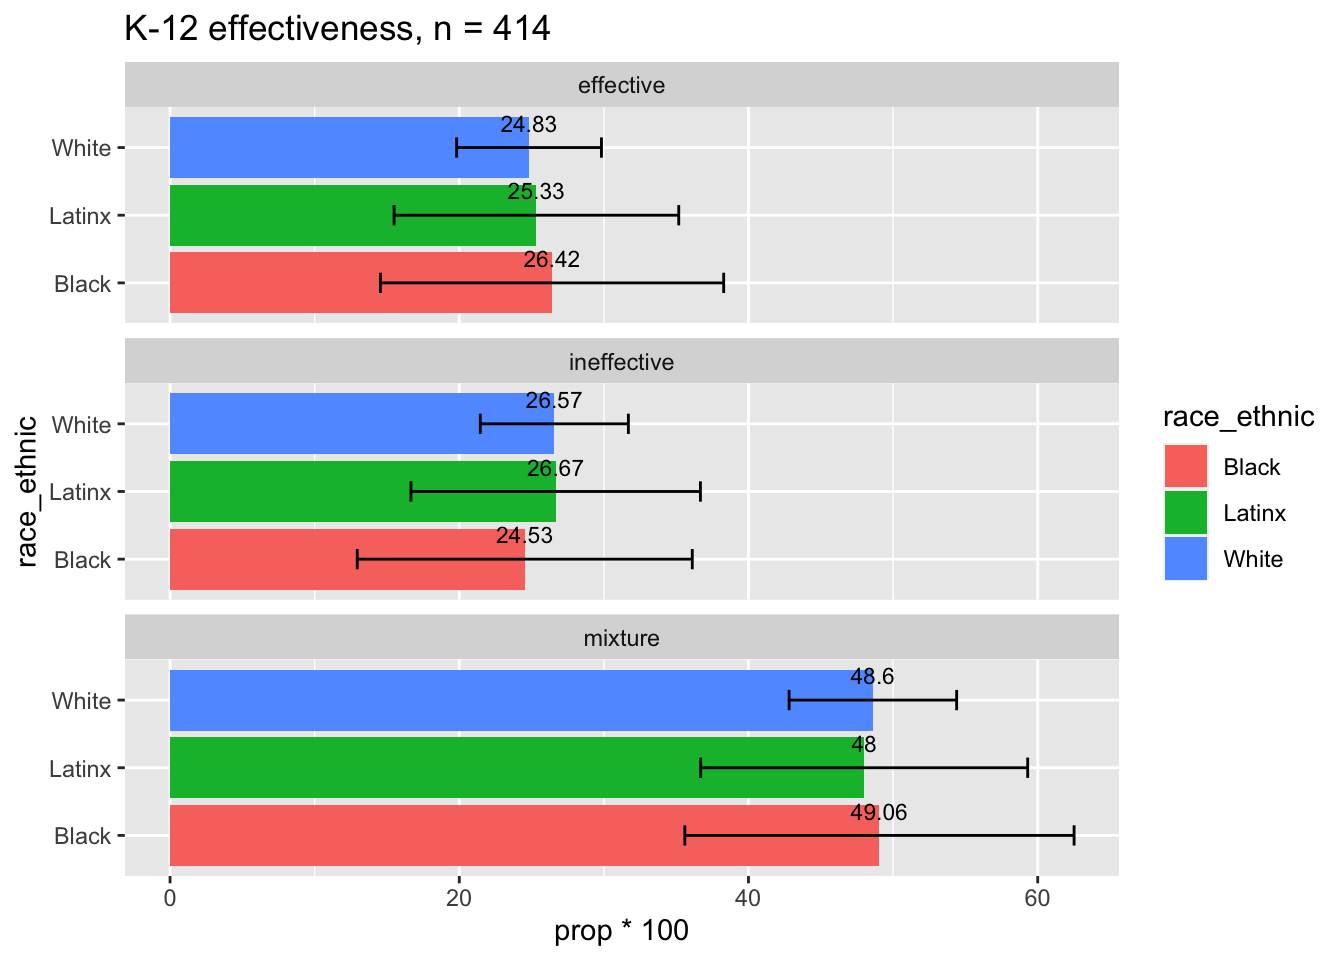 K-12 effectiveness, n = 414
effective
White
24.83
Latinx
25.33
Black
26.42
ineffective
White
26.57
Latinx
26.67
Black
24.53
mixture
White
48.6
Latinx
48
Black
49.06
0 20 40 60
prop * 100
race_ethnic
race_ethnic
Black
Latinx
White